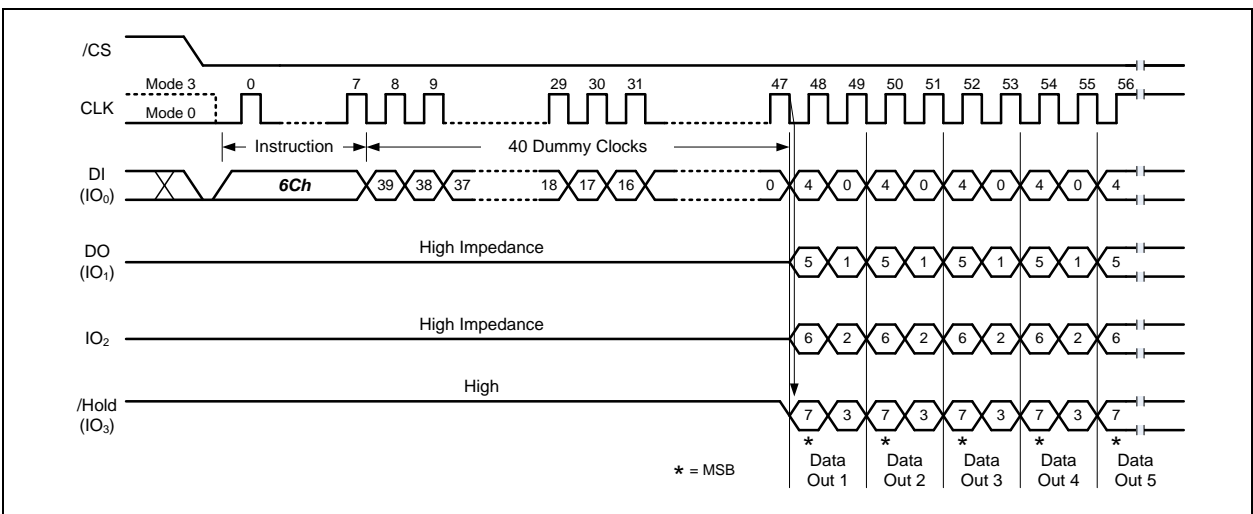 /CS
Mode 3
0 7 8 9 29 30 31 47 48 49 50 51 52 53 54 55 56
CLK
Mode 0
Instruction 40 Dummy Clocks
DI
(IO0)
6Ch 39 38 37 18 17 16 0 4 0 4 0 4 0 4 0 4
High Impedance
DO
(IO1)
5 1 5 1 5 1 5 1 5
High Impedance
IO2
6 2 6 2 6 2 6 2 6
High
/Hold
(IO3)
7 3 7 3 7 3 7 3 7
* * * * *
* = MSB
Data Out 1
Data Out 2
Data Out 3
Data Out 4
Data Out 5